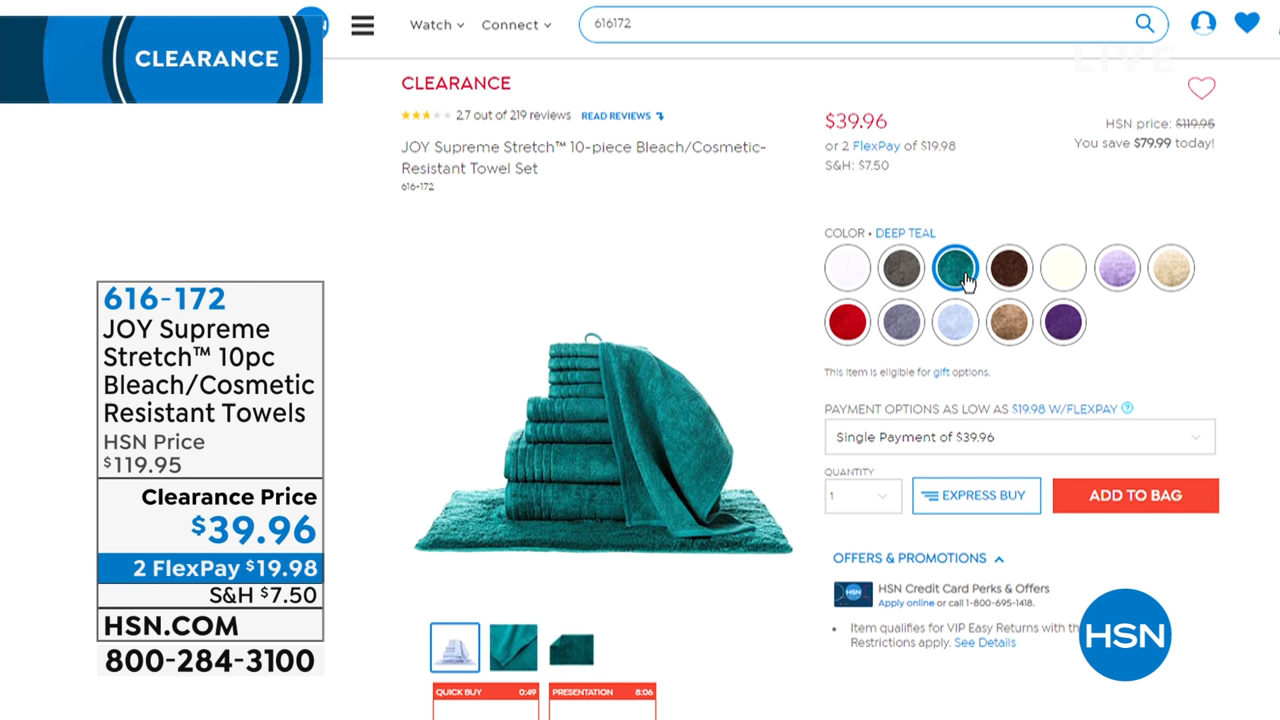 CLEARANCE
Watch
Connect
616172
LIVE
CLEARANCE
2.7 out of 219 reviews READ REVIEWS
JOY Supreme Stretch™ 10-piece Bleach/Cosmetic-
Resistant Towel Set
616-172
$39.96
or 2 FlexPay of $19.98
S&H: $7.50
HSN price: $119.95
You save $79.99 today!
COLOR • DEEP TEAL
This item is eligible for gift options.
PAYMENT OPTIONS AS LOW AS $19.98 W/FLEXPAY
Single Payment of $39.96
QUANTITY
1
EXPRESS BUY
ADD TO BAG
OFFERS & PROMOTIONS
HSN
HSN Credit Card Perks & Offers
Apply online or call 1-800-695-1418.
• Item qualifies for VIP Easy Returns with
Restrictions apply. See Details
HSN
616-172
JOY Supreme
Stretch™ 10pc
Bleach/Cosmetic
Resistant Towels
HSN Price
$119.95
Clearance Price
$39.96
2 FlexPay $19.98
S&H $7.50
HSN.COM
800-284-3100
QUICK BUY 0:49
PRESENTATION 8:06